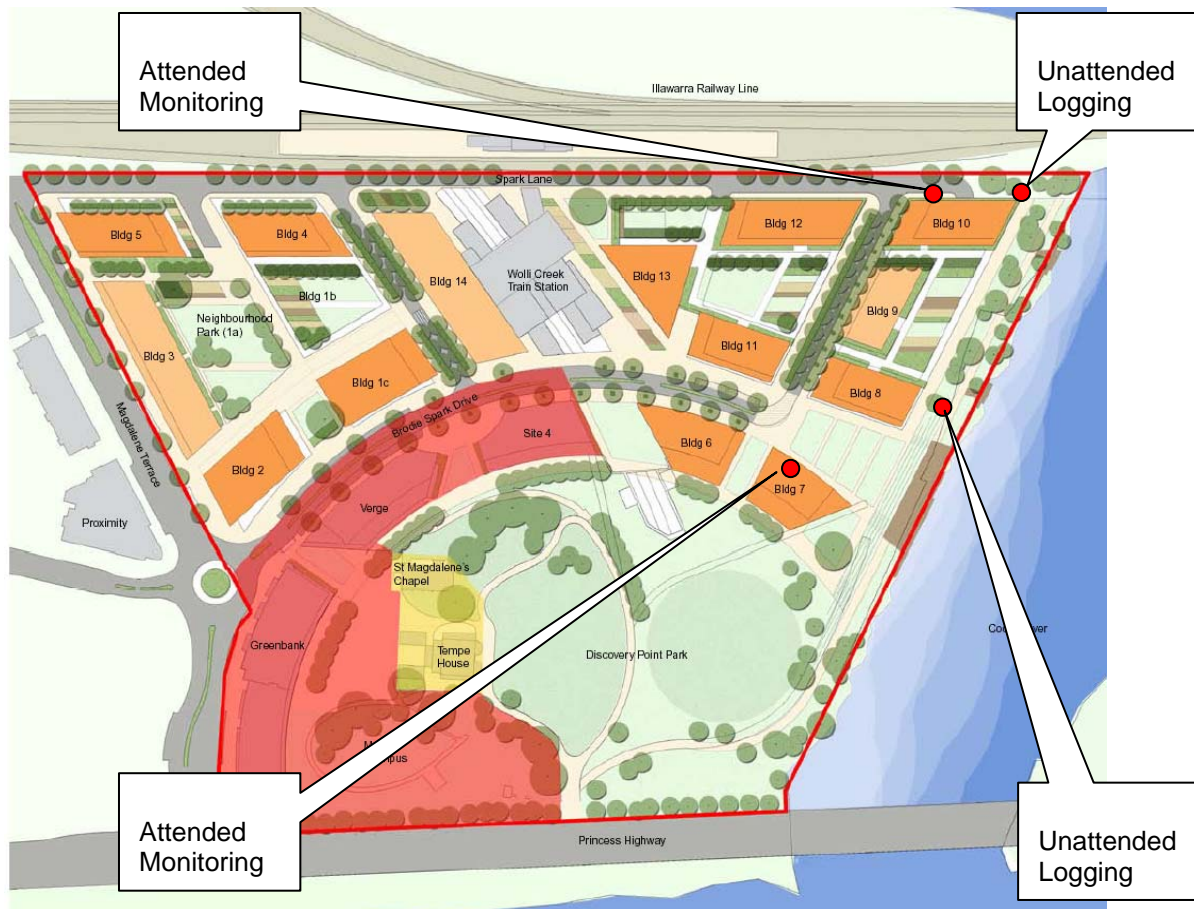 Attended
Monitoring
Unattended
Logging
Illawarra Railway Line
Spark Lane
Bldg 5
Bldg 4
Bldg 12
Bldg 10
Bldg 14
Wolli Creek
Train Station
Bldg 13
Bldg 1b
Neighbourhood
Park (1a)
Bldg 9
Bldg 3
Bldg 11
Bldg 1c
Bldg 8
Magdalene Terrace
Brodie Spark Drive
Site 4
Bldg 6
Bldg 2
Bldg 7
Verge
Proximity
St Magdalene's
Chapel
Greenbank
Tempe
House
Discovery Point Park
Princess Highway
Attended
Monitoring
Unattended
Logging